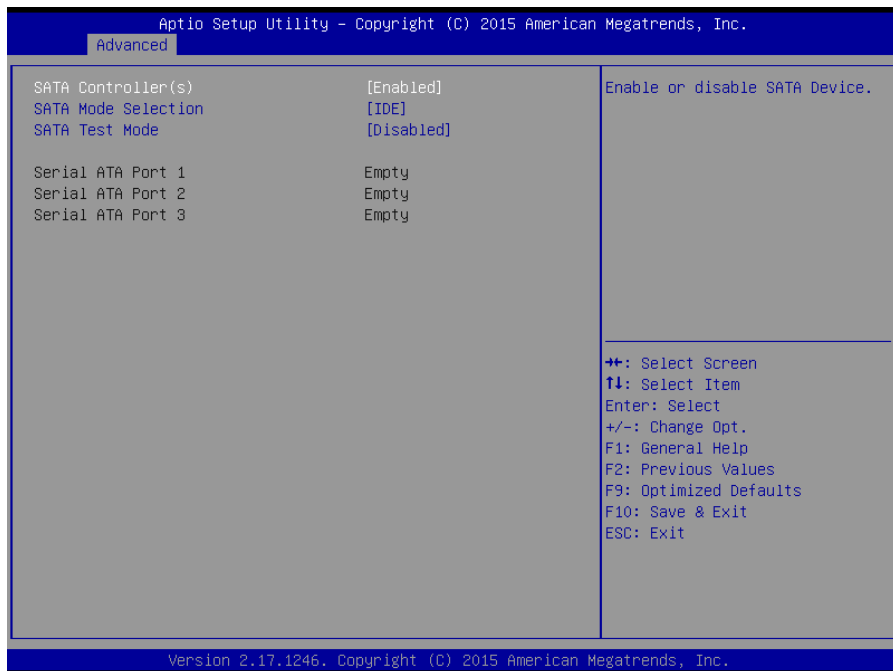 Aptio Setup Utility – Copyright (C) 2015 American Megatrends, Inc.
Advanced
SATA Controller(s) [Enabled]
SATA Mode Selection [IDE]
SATA Test Mode [Disabled]
Serial ATA Port 1 Empty
Serial ATA Port 2 Empty
Serial ATA Port 3 Empty
Enable or disable SATA Device.
→←: Select Screen
↑↓: Select Item
Enter: Select
+/-: Change Opt.
F1: General Help
F2: Previous Values
F9: Optimized Defaults
F10: Save & Exit
ESC: Exit
Version 2.17.1246. Copyright (C) 2015 American Megatrends, Inc.